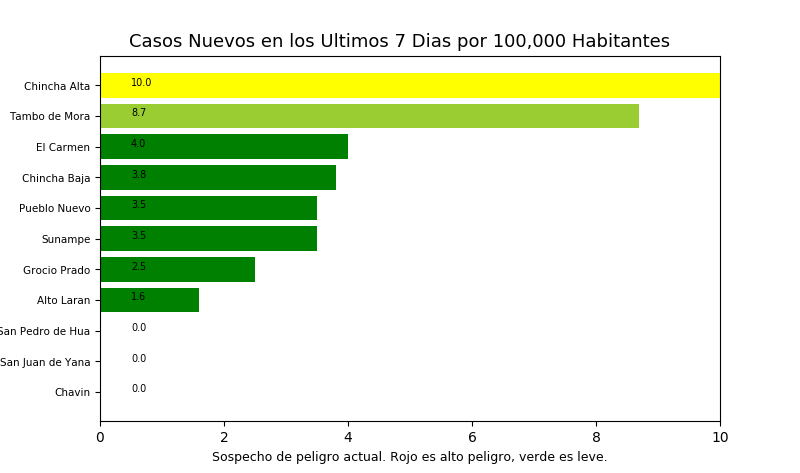 Casos Nuevos en los Ultimos 7 Dias por 100,000 Habitantes
Chincha Alta 10.0
Tambo de Mora 8.7
El Carmen 4.0
Chincha Baja 3.8
Pueblo Nuevo 3.5
Sunampe 3.5
Grocio Prado 2.5
Alto Laran 1.6
San Pedro de Hua 0.0
San Juan de Yana 0.0
Chavin 0.0
0 2 4 6 8 10
Sospecho de peligro actual. Rojo es alto peligro, verde es leve.